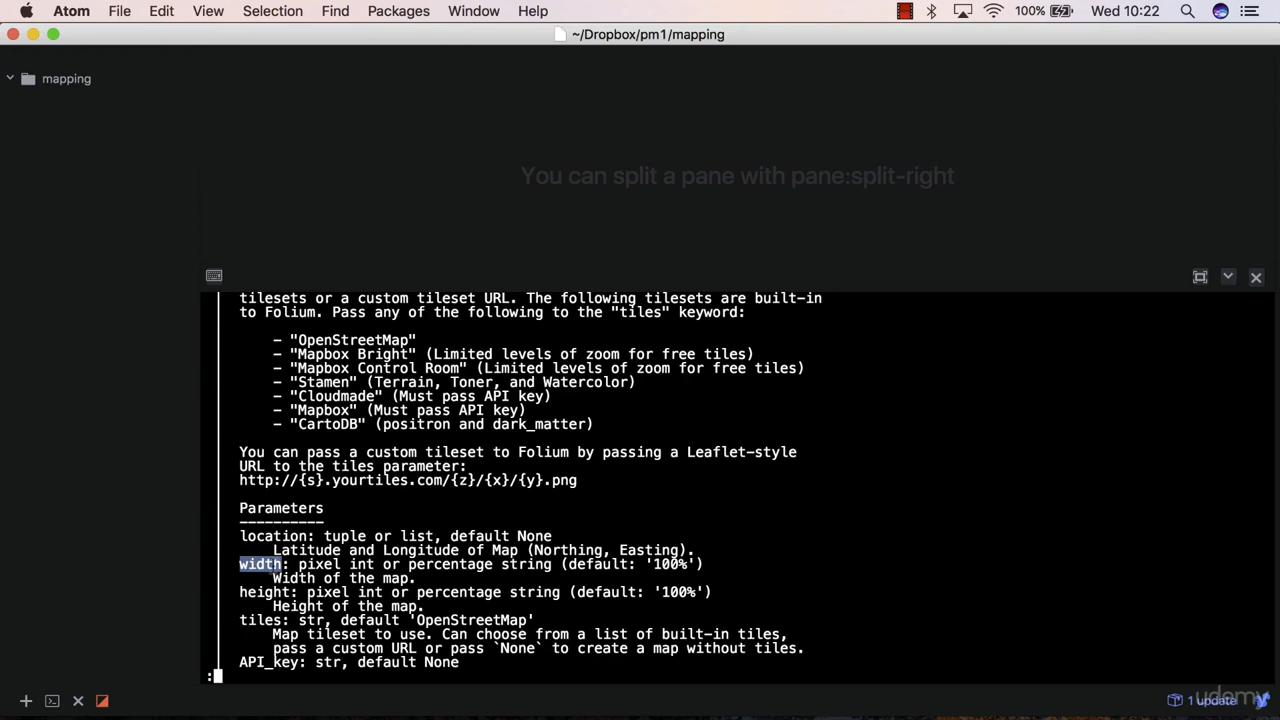 Atom File Edit View Selection Find Packages Window Help 100% Wed 10:22
~/Dropbox/pm1/mapping
mapping
You can split a pane with pane:split-right
tilesets or a custom tileset URL. The following tilesets are built-in
to Folium. Pass any of the following to the "tiles" keyword:
- "OpenStreetMap"
- "Mapbox Bright" (Limited levels of zoom for free tiles)
- "Mapbox Control Room" (Limited levels of zoom for free tiles)
- "Stamen" (Terrain, Toner, and Watercolor)
- "Cloudmade" (Must pass API key)
- "Mapbox" (Must pass API key)
- "CartoDB" (positron and dark_matter)
You can pass a custom tileset to Folium by passing a Leaflet-style
URL to the tiles parameter:
http://{s}.yourtiles.com/{z}/{x}/{y}.png
Parameters
----------
location: tuple or list, default None
Latitude and Longitude of Map (Northing, Easting).
width: pixel int or percentage string (default: '100%')
Width of the map.
height: pixel int or percentage string (default: '100%')
Height of the map.
tiles: str, default 'OpenStreetMap'
Map tileset to use. Can choose from a list of built-in tiles,
pass a custom URL or pass `None` to create a map without tiles.
API_key: str, default None
:
1 update
udemy